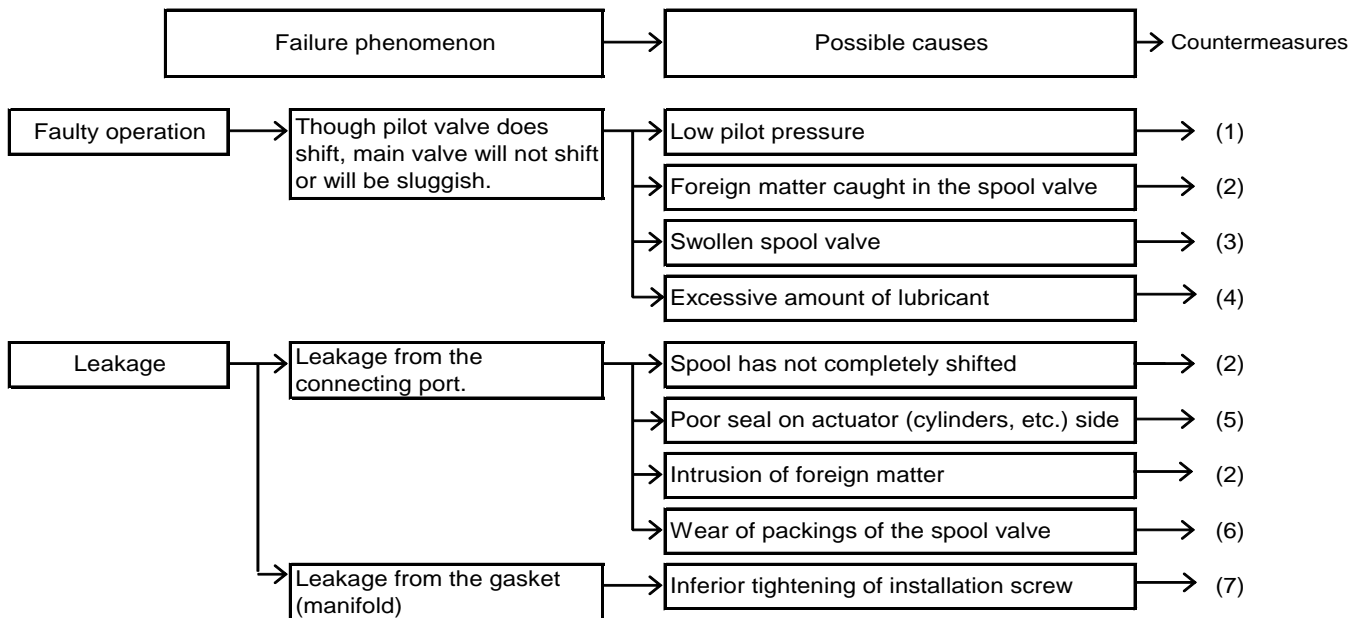 Failure phenomenon
Possible causes
Countermeasures
Faulty operation
Though pilot valve does
shift, main valve will not shift
or will be sluggish.
Low pilot pressure
(1)
Foreign matter caught in the spool valve
(2)
Swollen spool valve
(3)
Excessive amount of lubricant
(4)
Leakage
Leakage from the
connecting port.
Spool has not completely shifted
(2)
Poor seal on actuator (cylinders, etc.) side
(5)
Intrusion of foreign matter
(2)
Wear of packings of the spool valve
(6)
Leakage from the gasket
(manifold)
Inferior tightening of installation screw
(7)